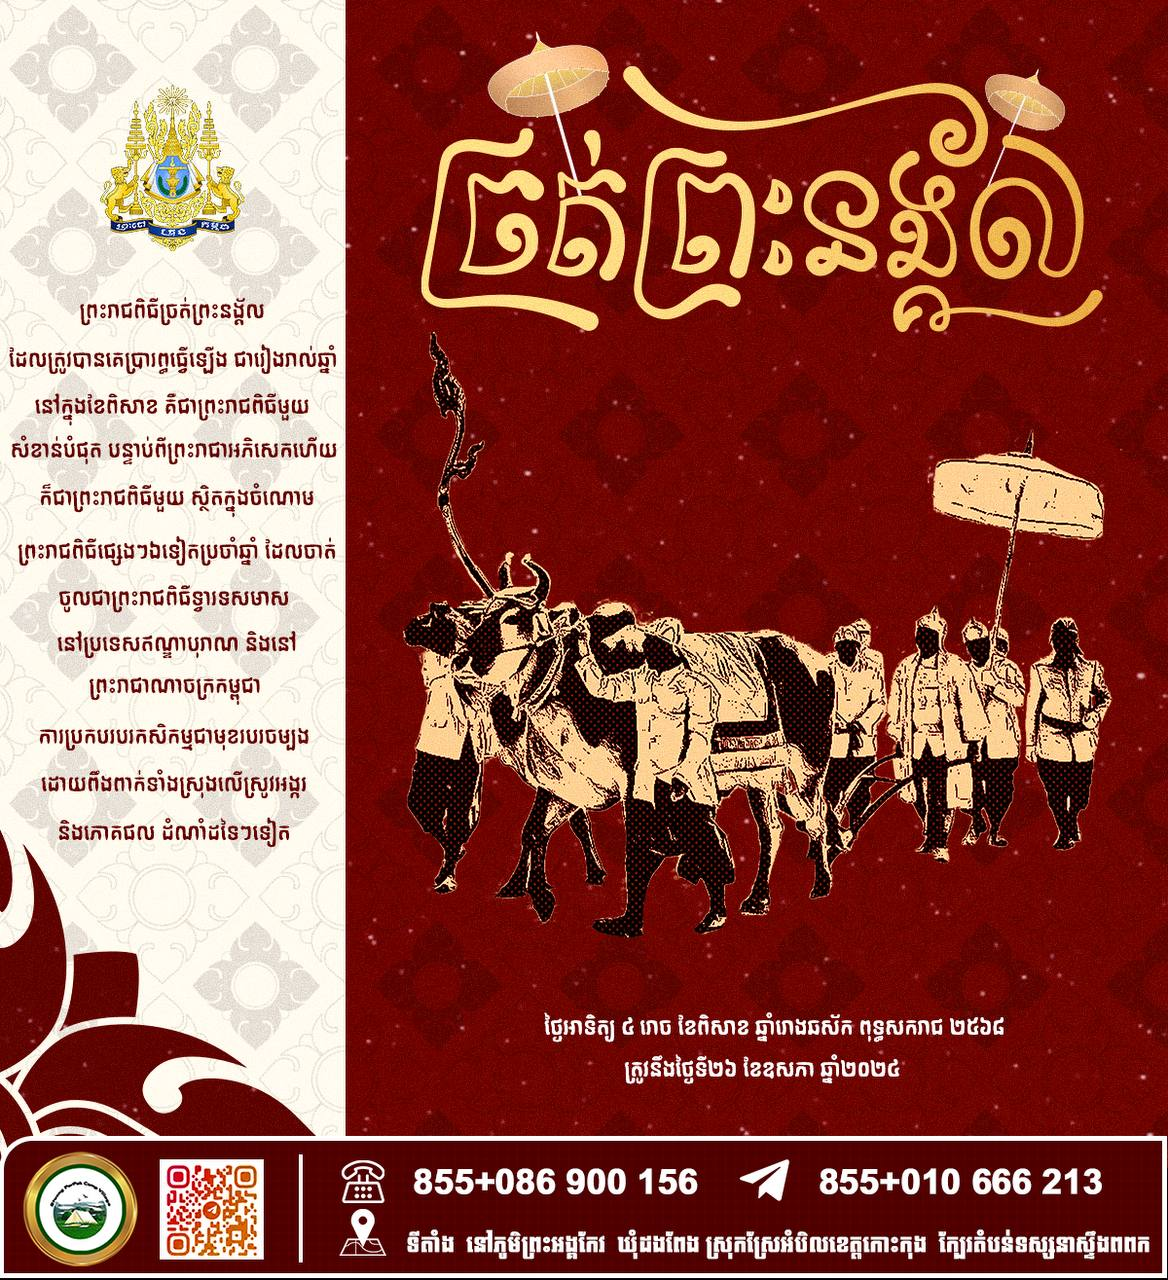 ច្រត់ព្រះនង្គ័ល
ព្រះរាជពិធីច្រត់ព្រះនង្គ័ល
ដែលត្រូវបានគេប្រារព្ធធ្វើឡើង ជារៀងរាល់ឆ្នាំ
នៅក្នុងខែពិសាខ គឺជាព្រះរាជពិធីមួយ
សំខាន់បំផុត បន្ទាប់ពីព្រះរាជាអភិសេកហើយ
ក៏ជាព្រះរាជពិធីមួយ ស្ថិតក្នុងចំណោម
ព្រះរាជពិធីផ្សេងៗឯទៀតប្រចាំឆ្នាំ ដែលចាត់
ចូលជាព្រះរាជពិធីទ្វារទសមាស
នៅប្រទេសឥណ្ឌាបុរាណ និងនៅ
ព្រះរាជាណាចក្រកម្ពុជា
ការប្រកបរបរកសិកម្មជាមុខរបរចម្បង
ដោយពឹងពាក់ទាំងស្រុងលើស្រូវអង្ករ
និងភោគផល ដំណាំដទៃៗទៀត
ថ្ងៃអាទិត្យ ៤ រោច ខែពិសាខ ឆ្នាំរោងឆស័ក ពុទ្ធសករាជ ២៥៦៨
ត្រូវនឹងថ្ងៃទី២៦ ខែឧសភា ឆ្នាំ២០២៤
855+086 900 156
855+010 666 213
ទីតាំង នៅភូមិព្រះអង្គកែវ ឃុំដងពែង ស្រុកស្រែអំបិលខេត្តកោះកុង ក្បែរតំបន់ទេសចរណ៍ស្ទឹងពពក